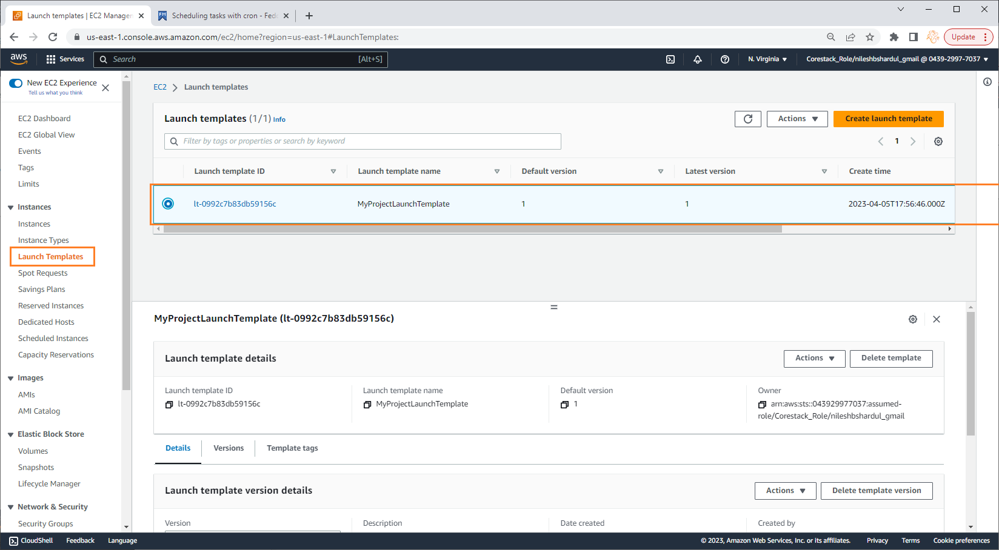 Launch templates | EC2 Managem
Scheduling tasks with cron - Fedo
us-east-1.console.aws.amazon.com/ec2/home?region=us-east-1#LaunchTemplates:
Update
aws
Services
Search
[Alt+S]
N. Virginia
Corestack_Role/nileshbshardul_gmail @ 0439-2997-7037
New EC2 Experience
Tell us what you think
EC2 Dashboard
EC2 Global View
Events
Tags
Limits
Instances
Instances
Instance Types
Launch Templates
Spot Requests
Savings Plans
Reserved Instances
Dedicated Hosts
Scheduled Instances
Capacity Reservations
Images
AMIs
AMI Catalog
Elastic Block Store
Volumes
Snapshots
Lifecycle Manager
Network & Security
Security Groups
EC2 > Launch templates
Launch templates (1/1) Info
Actions
Create launch template
Filter by tags or properties or search by keyword
1
Launch template ID Launch template name Default version Latest version Create time
lt-0992c7b83db59156c MyProjectLaunchTemplate 1 1 2023-04-05T17:56:46.000Z
MyProjectLaunchTemplate (lt-0992c7b83db59156c)
Launch template details
Actions
Delete template
Launch template ID
lt-0992c7b83db59156c
Launch template name
MyProjectLaunchTemplate
Default version
1
Owner
arn:aws:sts::043929977037:assumed-
role/Corestack_Role/nileshbshardul_gmail
Details Versions Template tags
Launch template version details
Actions
Delete template version
Version Description Date created Created by
CloudShell Feedback Language
© 2023, Amazon Web Services, Inc. or its affiliates. Privacy Terms Cookie preferences